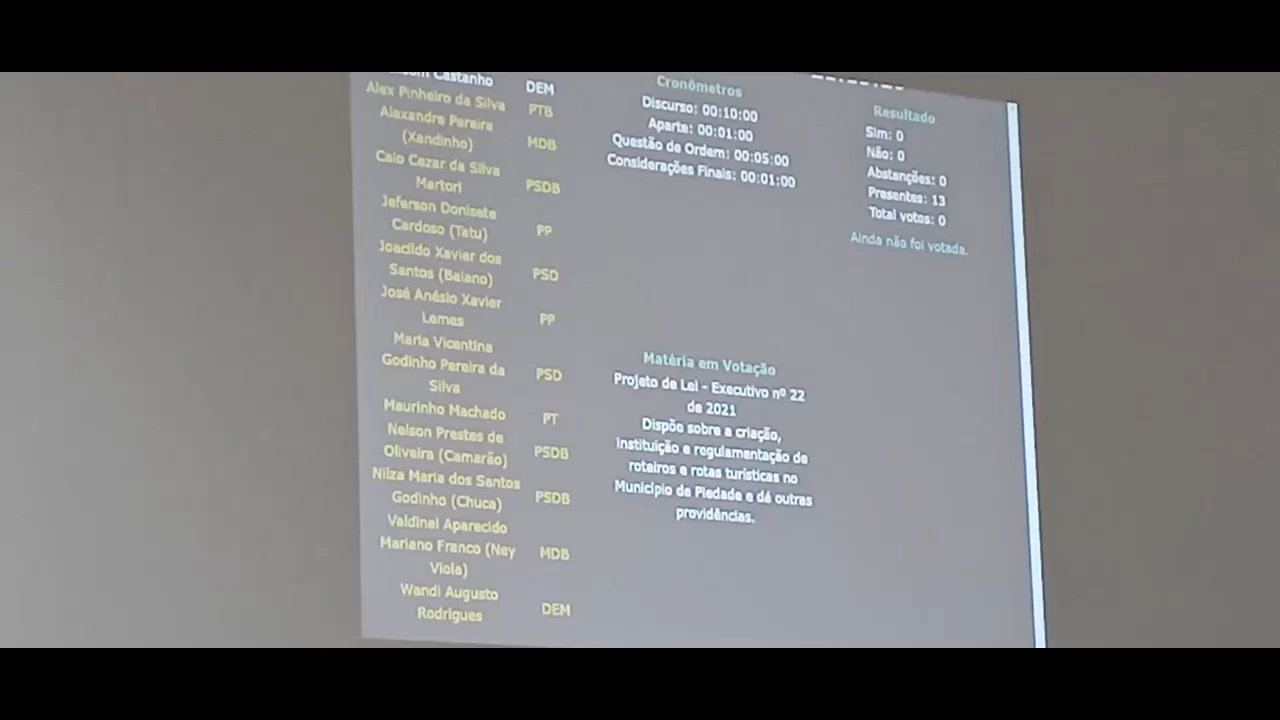 Castanho DEM
Alex Pinheiro da Silva PTB
Alexandre Pereira
(Xandinho) MDB
Caio Cezar da Silva
Martori PSDB
Jeferson Donisete
Cardoso (Tatu) PP
Joacildo Xavier dos
Santos (Baiano) PSD
José Anésio Xavier
Lemes PP
Maria Vicentina
Godinho Pereira da
Silva PSD
Maurinho Machado PT
Nelson Prestes de
Oliveira (Camarão) PSDB
Nilza Maria dos Santos
Godinho (Chuca) PSDB
Valdinei Aparecido
Mariano Franco (Ney
Viola) MDB
Wandi Augusto
Rodrigues DEM
Cronômetros
Discurso: 00:10:00
Aparte: 00:01:00
Questão de Ordem: 00:05:00
Considerações Finais: 00:01:00
Matéria em Votação
Projeto de Lei - Executivo nº 22
de 2021
Dispõe sobre a criação,
instituição e regulamentação de
roteiros e rotas turísticas no
Município de Piedade e dá outras
providências.
Resultado
Sim: 0
Não: 0
Abstenções: 0
Presentes: 13
Total votos: 0
Ainda não foi votada.